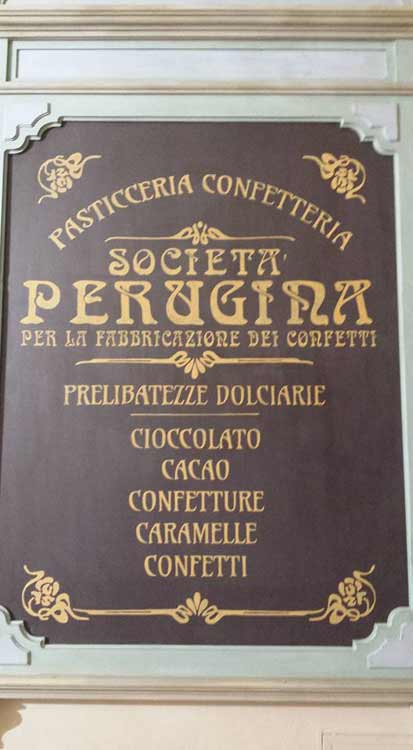 PASTICCERIA CONFETTERIA
SOCIETA'
PERUGINA
PER LA FABBRICAZIONE DEI CONFETTI
PRELIBATEZZE DOLCIARIE
CIOCCOLATO
CACAO
CONFETTURE
CARAMELLE
CONFETTI